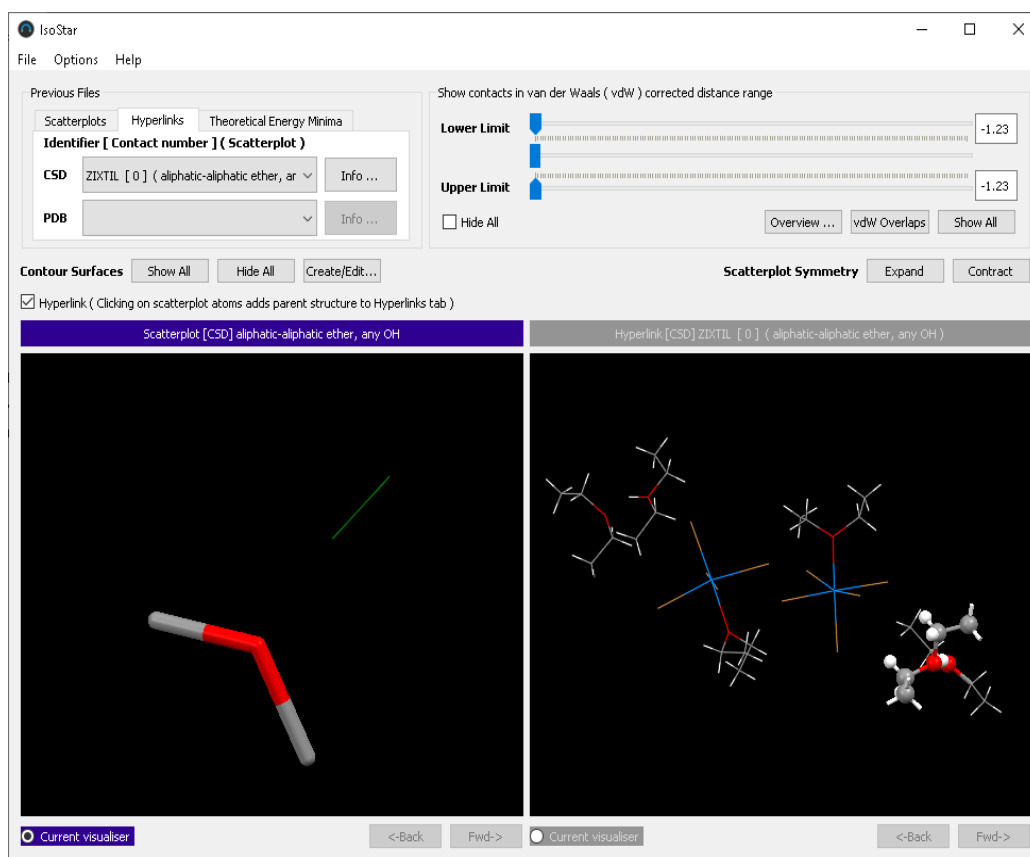 IsoStar
File Options Help
Previous Files
Scatterplots Hyperlinks Theoretical Energy Minima
Identifier [ Contact number ] ( Scatterplot )
CSD ZIXTIL [ 0 ] ( aliphatic-aliphatic ether, ar Info ...
PDB Info ...
Show contacts in van der Waals ( vdW ) corrected distance range
Lower Limit -1.23
Upper Limit -1.23
Hide All Overview ... vdW Overlaps Show All
Contour Surfaces Show All Hide All Create/Edit... Scatterplot Symmetry Expand Contract
Hyperlink ( Clicking on scatterplot atoms adds parent structure to Hyperlinks tab )
Scatterplot [CSD] aliphatic-aliphatic ether, any OH
Hyperlink [CSD] ZIXTIL [ 0 ] ( aliphatic-aliphatic ether, any OH )
Current visualiser <-Back Fwd-> Current visualiser <-Back Fwd->